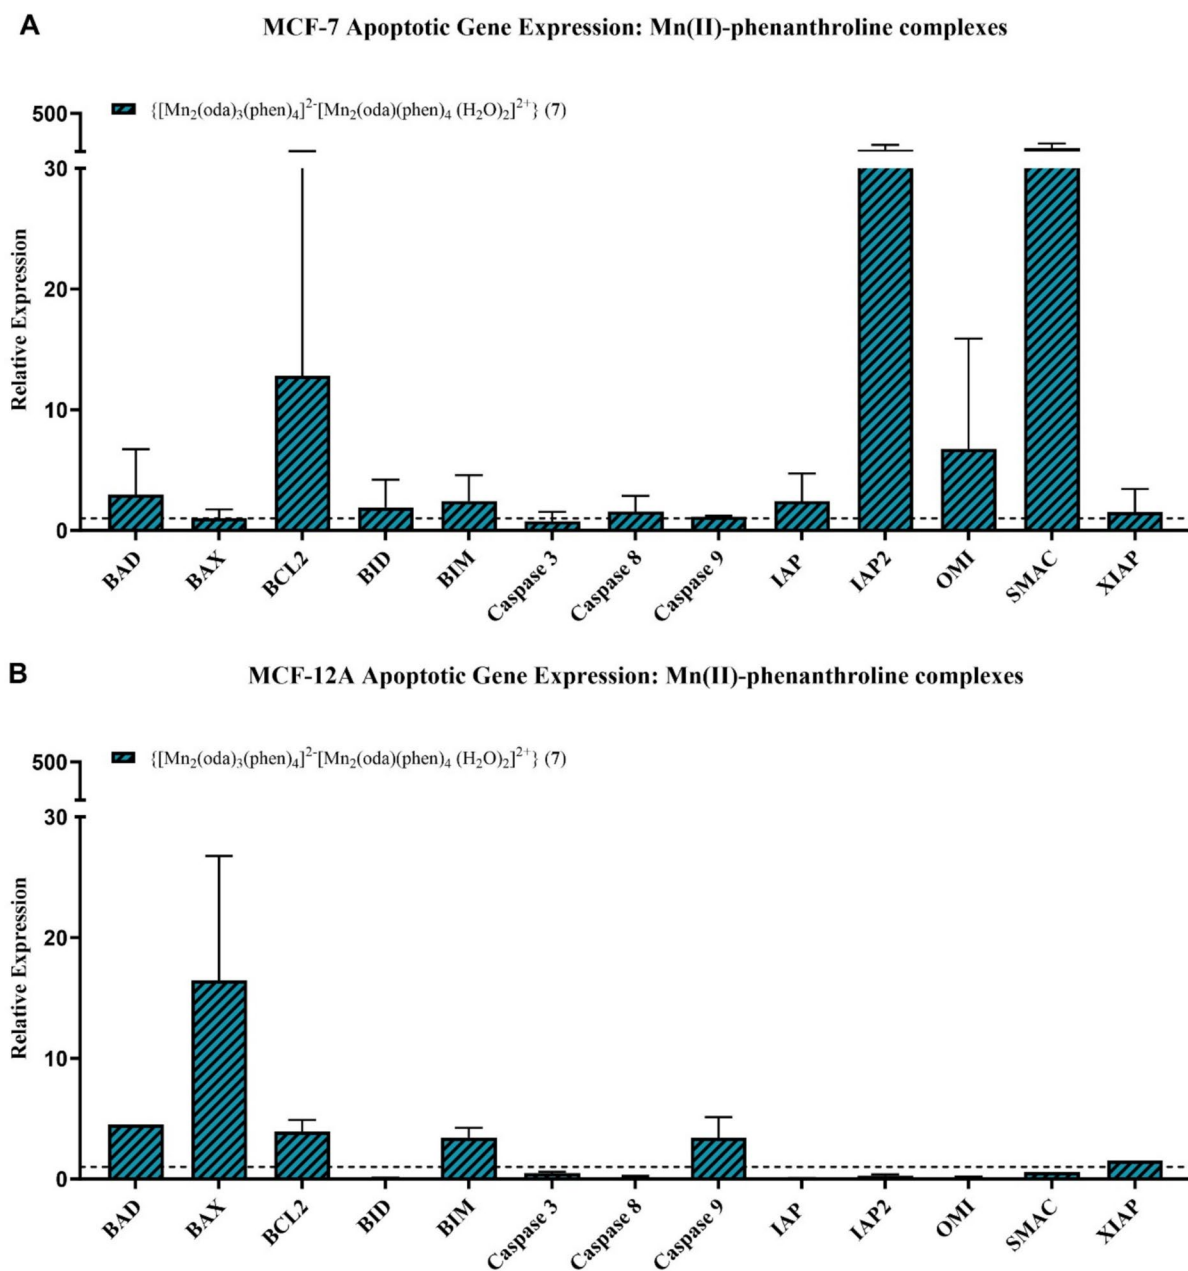 A
MCF-7 Apoptotic Gene Expression: Mn(II)-phenanthroline complexes
{[Mn₂(oda)₃(phen)₄]²⁻[Mn₂(oda)(phen)₄ (H₂O)₂]²⁺} (7)
500
30
20
10
0
Relative Expression
BAD BAX BCL2 BID BIM Caspase 3 Caspase 8 Caspase 9 IAP IAP2 OMI SMAC XIAP
B
MCF-12A Apoptotic Gene Expression: Mn(II)-phenanthroline complexes
{[Mn₂(oda)₃(phen)₄]²⁻[Mn₂(oda)(phen)₄ (H₂O)₂]²⁺} (7)
500
30
20
10
0
Relative Expression
BAD BAX BCL2 BID BIM Caspase 3 Caspase 8 Caspase 9 IAP IAP2 OMI SMAC XIAP